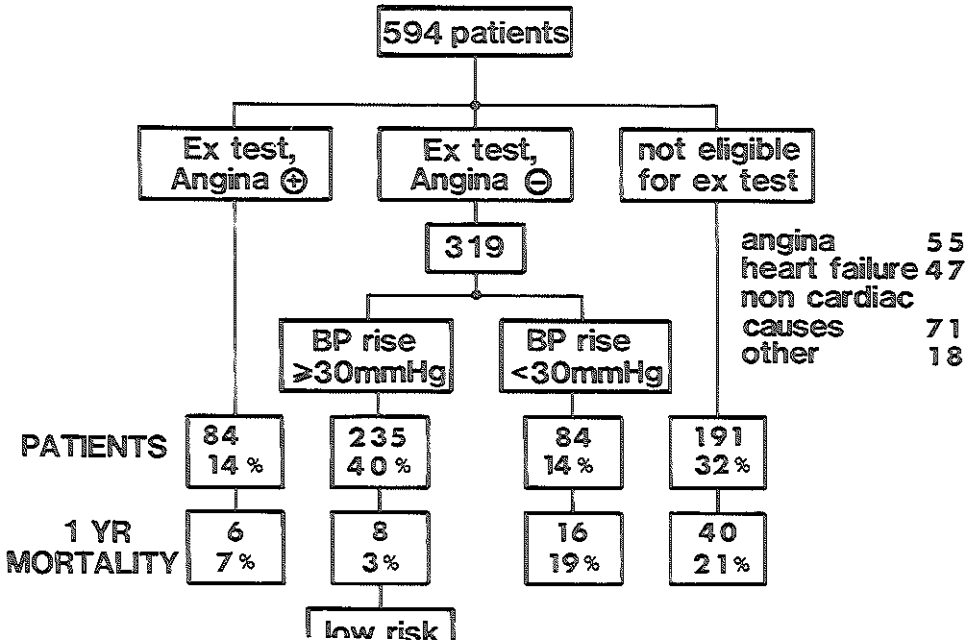 594 patients
Ex test,
Angina ⊕
Ex test,
Angina ⊖
not eligible
for ex test
319
angina 55
heart failure 47
non cardiac
causes 71
other 18
BP rise
≥30mmHg
BP rise
<30mmHg
PATIENTS
84
14%
235
40%
84
14%
191
32%
1 YR
MORTALITY
6
7%
8
3%
16
19%
40
21%
low risk